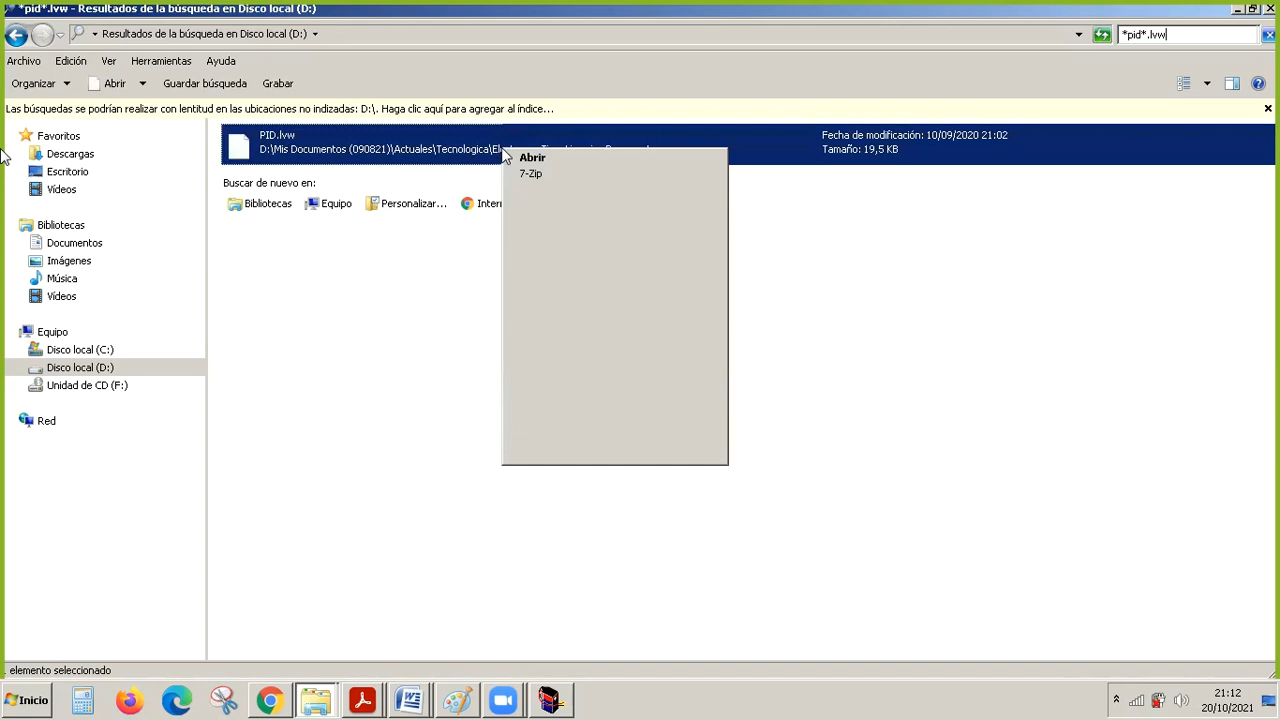 *pid*.lvw - Resultados de la búsqueda en Disco local (D:)
Resultados de la búsqueda en Disco local (D:)
*pid*.lvw
Archivo Edición Ver Herramientas Ayuda
Organizar Abrir Guardar búsqueda Grabar
Las búsquedas se podrían realizar con lentitud en las ubicaciones no indizadas: D:\. Haga clic aquí para agregar al índice...
Favoritos
Descargas
Escritorio
Vídeos
Bibliotecas
Documentos
Imágenes
Música
Vídeos
Equipo
Disco local (C:)
Disco local (D:)
Unidad de CD (F:)
Red
PID.lvw
D:\Mis Documentos (090821)\Actuales\Tecnologica\
Fecha de modificación: 10/09/2020 21:02
Tamaño: 19,5 KB
Buscar de nuevo en:
Bibliotecas Equipo Personalizar...
Abrir
7-Zip
elemento seleccionado
Inicio
21:12
20/10/2021